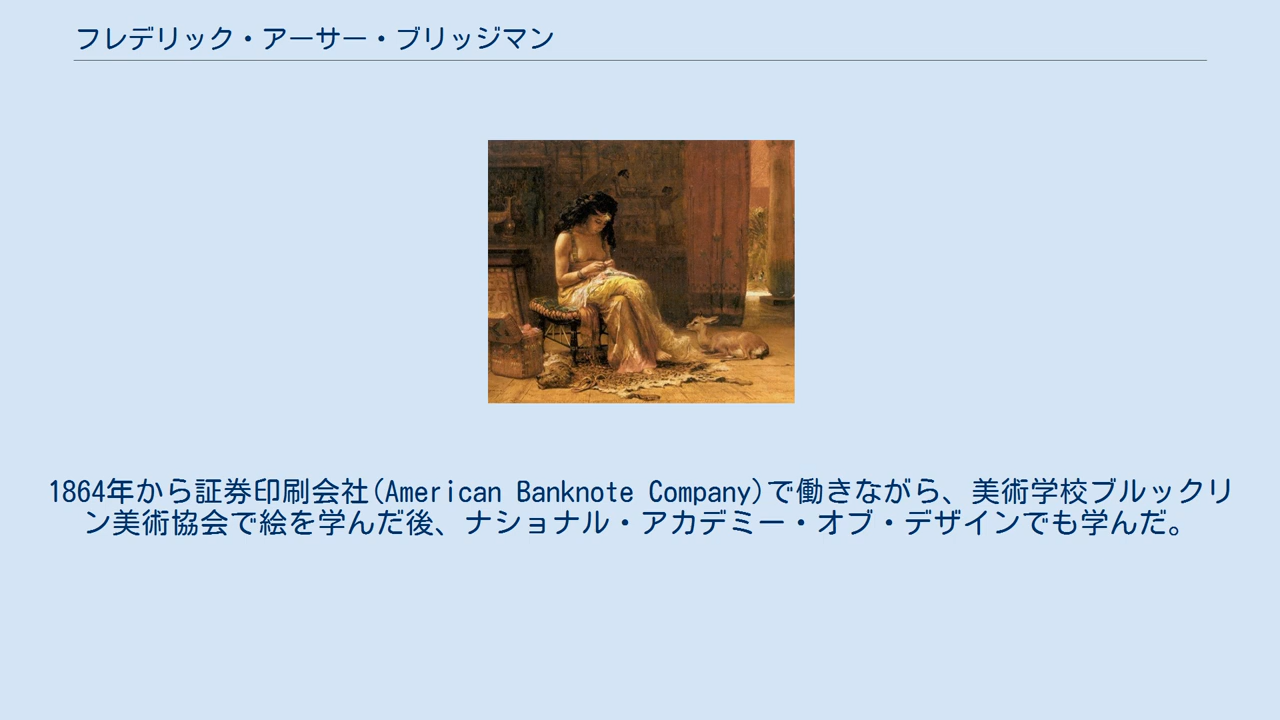 フレデリック・アーサー・ブリッジマン
1864年から証券印刷会社(American Banknote Company)で働きながら、美術学校ブルックリ
ン美術協会で絵を学んだ後、ナショナル・アカデミー・オブ・デザインでも学んだ。